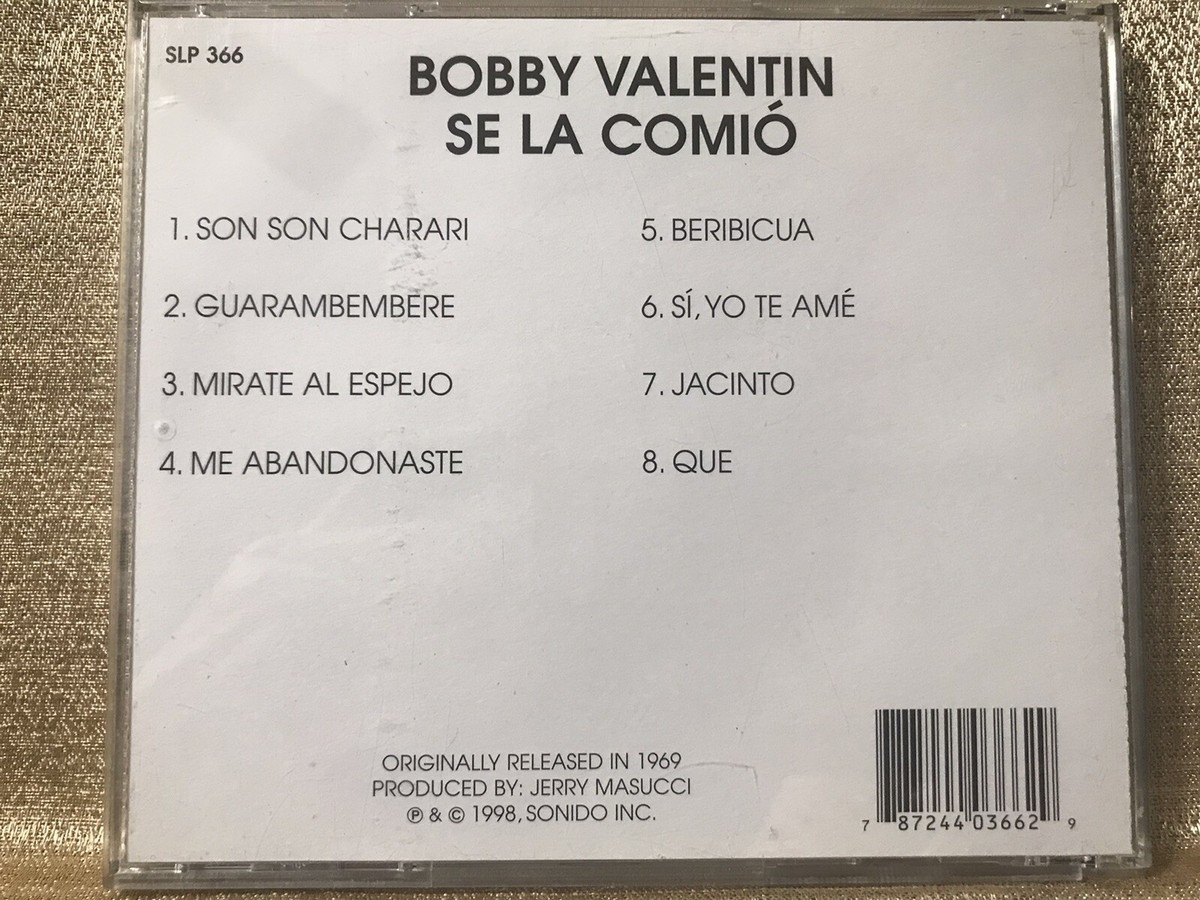 SLP 366
BOBBY VALENTIN
SE LA COMIÓ
1. SON SON CHARARI
2. GUARAMBEMBERE
3. MIRATE AL ESPEJO
4. ME ABANDONASTE
5. BERIBICUA
6. SÍ, YO TE AMÉ
7. JACINTO
8. QUE
ORIGINALLY RELEASED IN 1969
PRODUCED BY: JERRY MASUCCI
℗ & © 1998, SONIDO INC.
7 87244 03662 9